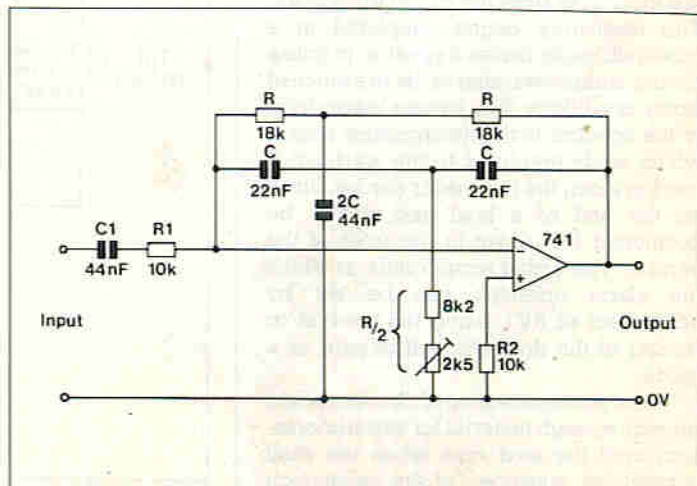 R
18k
R
18k
C
22nF
C
22nF
2C
44nF
C1
44nF
R1
10k
741
−
+
8k2
R/2
2k5
R2
10k
Input
Output
0V